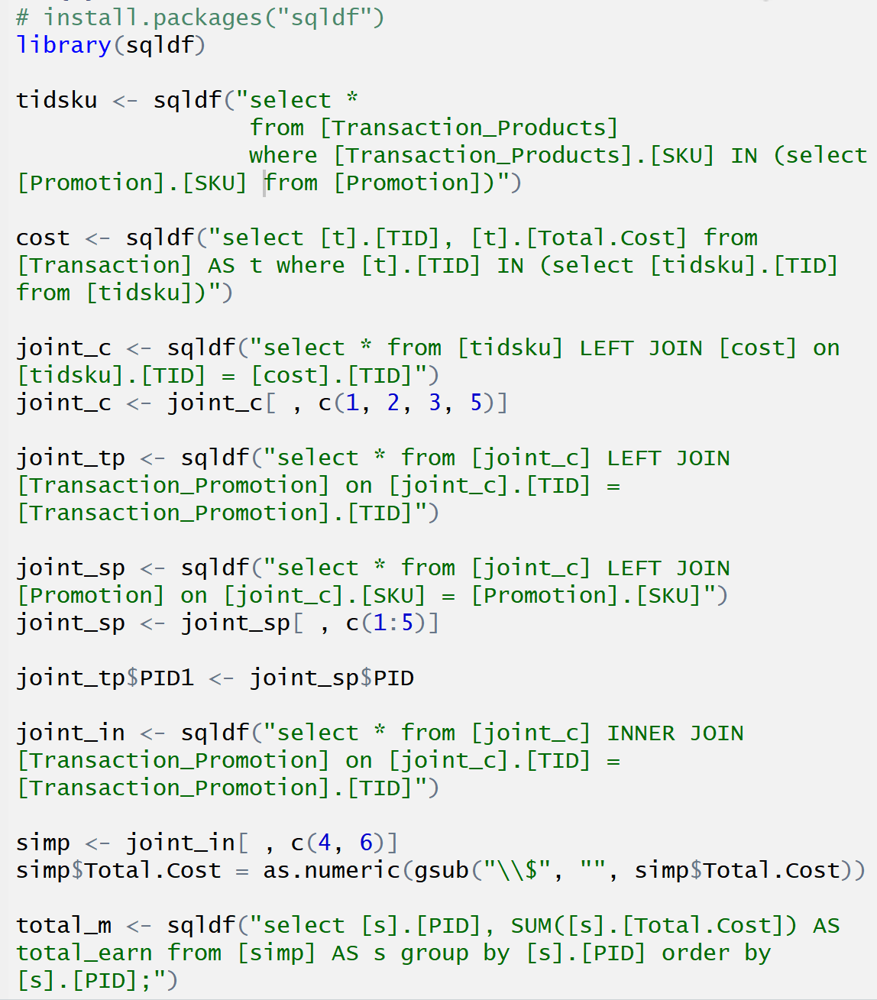 # install.packages("sqldf")
library(sqldf)
tidsku <- sqldf("select *
from [Transaction_Products]
where [Transaction_Products].[SKU] IN (select
[Promotion].[SKU] from [Promotion])")
cost <- sqldf("select [t].[TID], [t].[Total.Cost] from
[Transaction] AS t where [t].[TID] IN (select [tidsku].[TID]
from [tidsku])")
joint_c <- sqldf("select * from [tidsku] LEFT JOIN [cost] on
[tidsku].[TID] = [cost].[TID]")
joint_c <- joint_c[ , c(1, 2, 3, 5)]
joint_tp <- sqldf("select * from [joint_c] LEFT JOIN
[Transaction_Promotion] on [joint_c].[TID] =
[Transaction_Promotion].[TID]")
joint_sp <- sqldf("select * from [joint_c] LEFT JOIN
[Promotion] on [joint_c].[SKU] = [Promotion].[SKU]")
joint_sp <- joint_sp[ , c(1:5)]
joint_tp$PID1 <- joint_sp$PID
joint_in <- sqldf("select * from [joint_c] INNER JOIN
[Transaction_Promotion] on [joint_c].[TID] =
[Transaction_Promotion].[TID]")
simp <- joint_in[ , c(4, 6)]
simp$Total.Cost = as.numeric(gsub("\\$", "", simp$Total.Cost))
total_m <- sqldf("select [s].[PID], SUM([s].[Total.Cost]) AS
total_earn from [simp] AS s group by [s].[PID] order by
[s].[PID];")